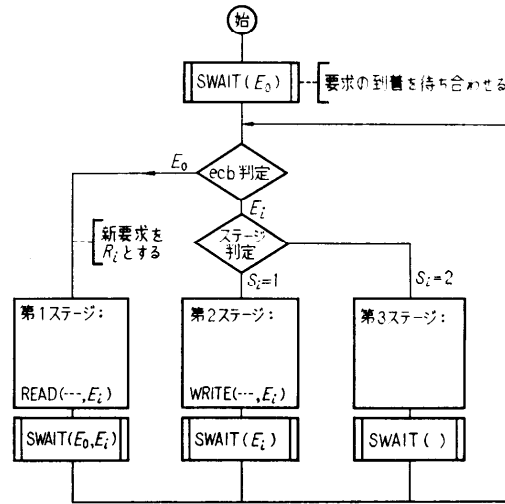 始
SWAIT(E₀)
要求の到着を待ち合わせる
E₀
ecb判定
Eᵢ
新要求を
Rᵢとする
ステージ
判定
Sᵢ=1
Sᵢ=2
第1ステージ:
READ(---,Eᵢ)
SWAIT(E₀,Eᵢ)
第2ステージ:
WRITE(---,Eᵢ)
SWAIT(Eᵢ)
第3ステージ:
SWAIT( )